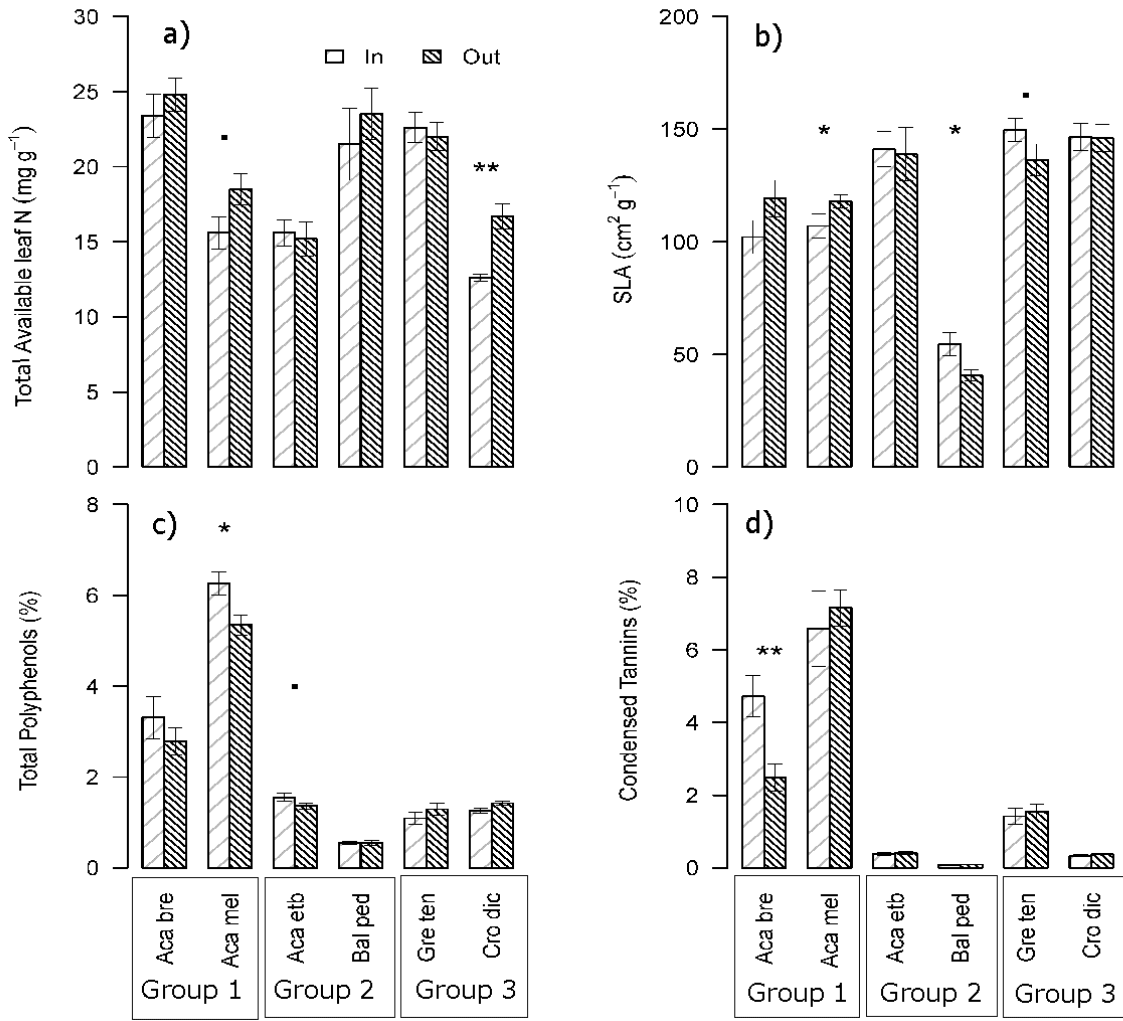 a)
In Out
30
25
20
15
10
5
0
Total Available leaf N (mg g⁻¹)
▪
**
b)
200
150
100
50
0
SLA (cm² g⁻¹)
*
*
▪
c)
8
6
4
2
0
Total Polyphenols (%)
*
▪
Aca bre
Aca mel
Aca etb
Bal ped
Gre ten
Cro dic
Group 1 Group 2 Group 3
d)
10
8
6
4
2
0
Condensed Tannins (%)
**
Aca bre
Aca mel
Aca etb
Bal ped
Gre ten
Cro dic
Group 1 Group 2 Group 3